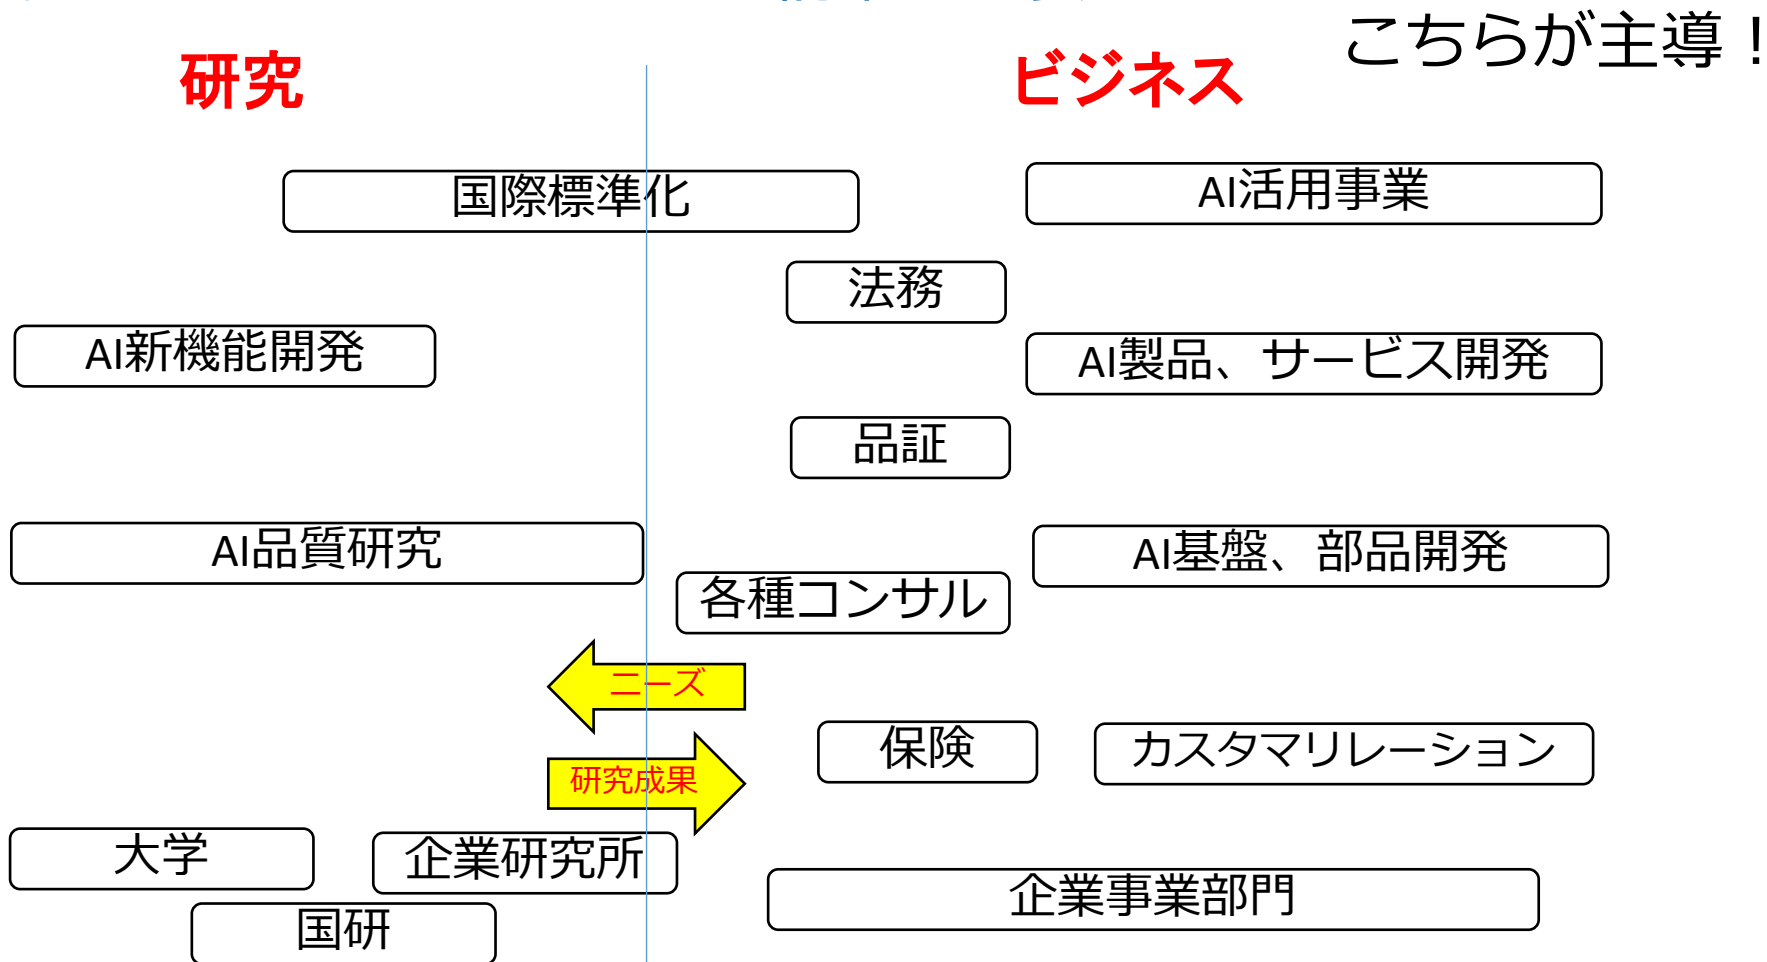 こちらが主導！
研究
ビジネス
国際標準化
AI活用事業
法務
AI新機能開発
AI製品、サービス開発
品証
AI品質研究
AI基盤、部品開発
各種コンサル
ニーズ
保険
カスタマリレーション
研究成果
大学
企業研究所
企業事業部門
国研